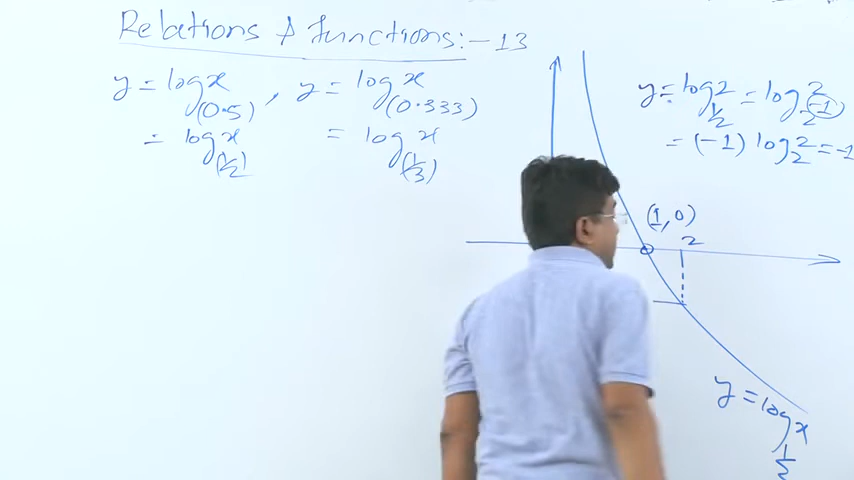 Relations & functions:-13
y = log x (0.5) , y = log x (0.333)
= log x (1/2) = log x (1/3)
y = log 2 1/2 = log 2 2 (-1)
= (-1) log 2 2 = -1
(1,0)
2
y = log x 1/2